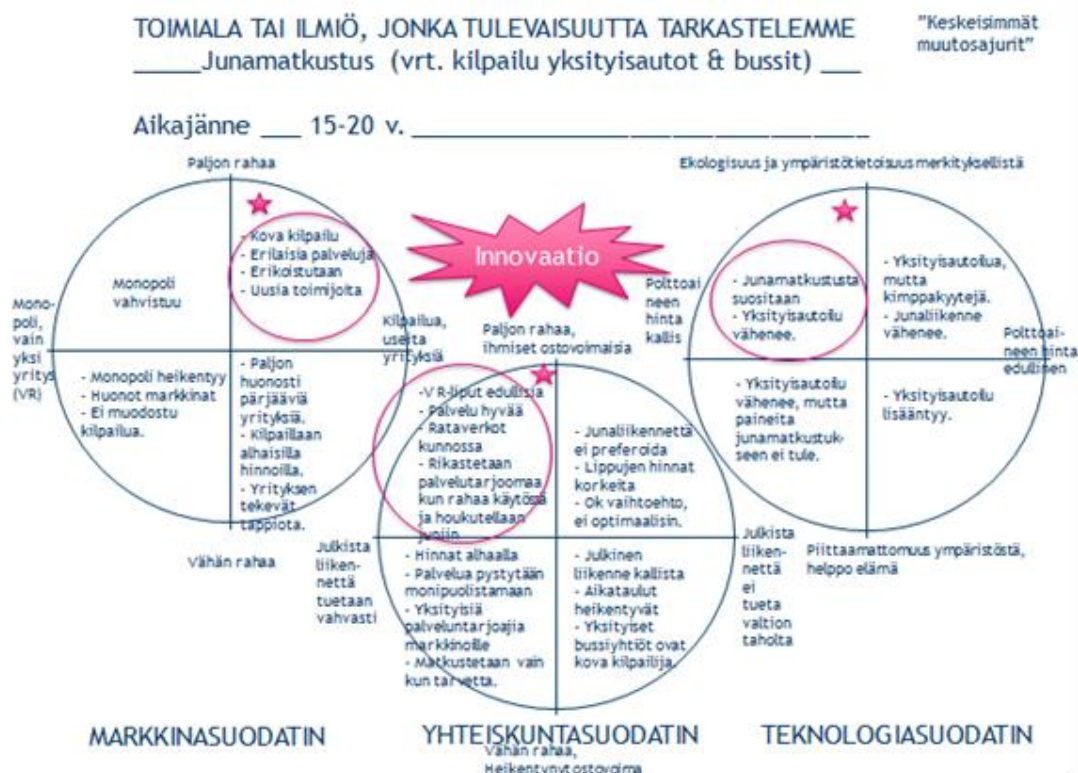 TOIMIALA TAI ILMIÖ, JONKA TULEVAISUUTTA TARKASTELEMME
_____Junamatkustus (vrt. kilpailu yksityisautot & bussit) ___
"Keskeisimmät
muutosajurit"
Aikajänne ___ 15-20 v. ______________________________
Paljon rahaa
Monopoli
vahvistuu
- Kova kilpailu
- Erilaisia palveluja
- Erikoistutaan
- Uusia toimijoita
Mono-
poli,
vain
yksi
yritys
(VR)
Kilpailua,
useita
yrityksiä
- Monopoli heikentyy
- Huonot markkinat
- Ei muodostu
kilpailua.
- Paljon
huonosti
pärjääviä
yrityksiä.
- Kilpaillaan
alhaisilla
hinnoilla.
- Yrityksen
tekevät
tappiota.
Vähän rahaa
MARKKINASUODATIN
Innovaatio
Paljon rahaa,
ihmiset ostovoimaisia
-VR-liput edullisia
- Palvelu hyvää
- Rataverkot
kunnossa
- Rikastetaan
palvelutarjoomaa
kun rahaa käytössä
ja houkutellaan
juniin
- Junaliikennettä
ei preferoida
- Lippujen hinnat
korkeita
- Ok vaihtoehto,
ei optimaalisin.
Julkista
liiken-
nettä
tuetaan
vahvasti
Julkista
liiken-
nettä
ei
tueta
valtion
taholta
- Hinnat alhaalla
- Palvelua pystytään
monipuolistamaan
- Yksityisiä
palveluntarjoajia
markkinoille
- Matkustetaan vain
kun tarvetta.
- Julkinen
liikenne kallista
- Aikataulut
heikentyvät
- Yksityiset
bussiyhtiöt ovat
kova kilpailija.
YHTEISKUNTASUODATIN
Vähän rahaa,
Heikentynyt ostovoima
Ekologisuus ja ympäristötietoisuus merkityksellistä
Polttoai
neen
hinta
kallis
- Junamatkustusta
suositaan
- Yksityisautoilu
vähenee.
- Yksityisautoilua,
mutta
kimppakyytejä.
- Junaliikenne
vähenee.
Polttoai-
neen hinta
edullinen
- Yksityisautoilu
vähenee, mutta
paineita
junamatkustuk-
seen ei tule.
- Yksityisautoilu
lisääntyy.
Piittaamattomuus ympäristöstä,
helppo elämä
TEKNOLOGIASUODATIN